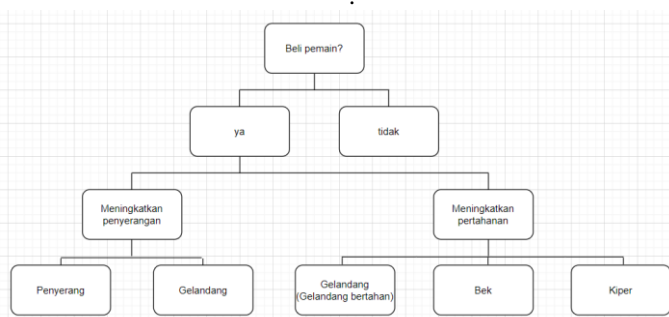 Beli pemain?
ya
tidak
Meningkatkan
penyerangan
Meningkatkan
pertahanan
Penyerang
Gelandang
Gelandang
(Gelandang bertahan)
Bek
Kiper